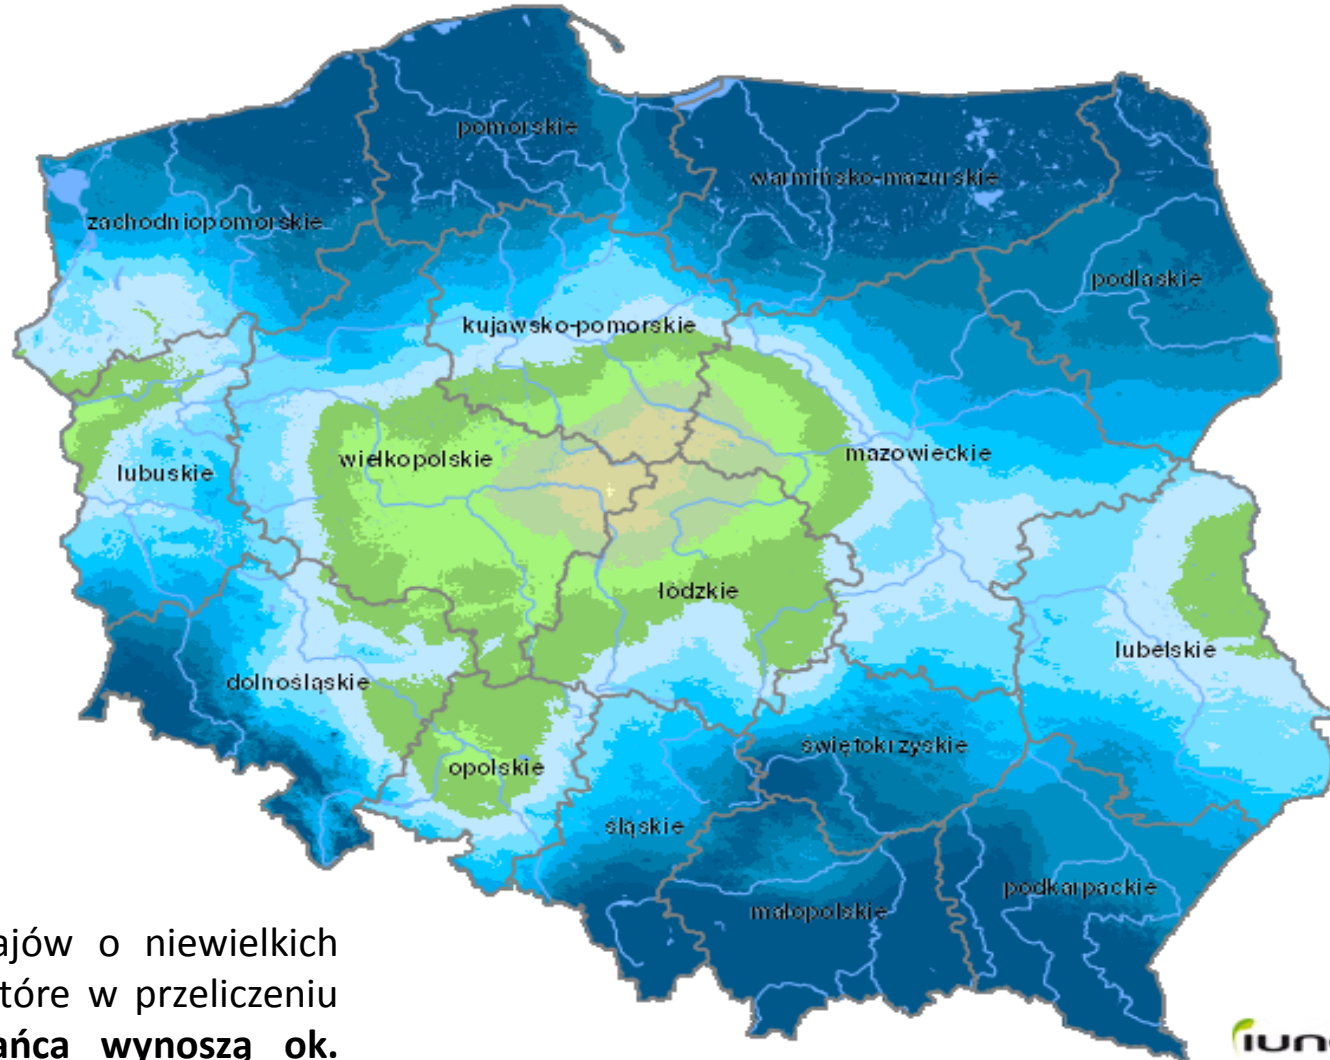 pomorskie
warmińsko-mazurskie
zachodniopomorskie
podlaskie
kujawsko-pomorskie
wielkopolskie
mazowieckie
lubuskie
łódzkie
lubelskie
dolnośląskie
świętokrzyskie
opolskie
śląskie
podkarpackie
małopolskie
ajów o niewielkich
tóre w przeliczeniu
ańca wynoszą ok.